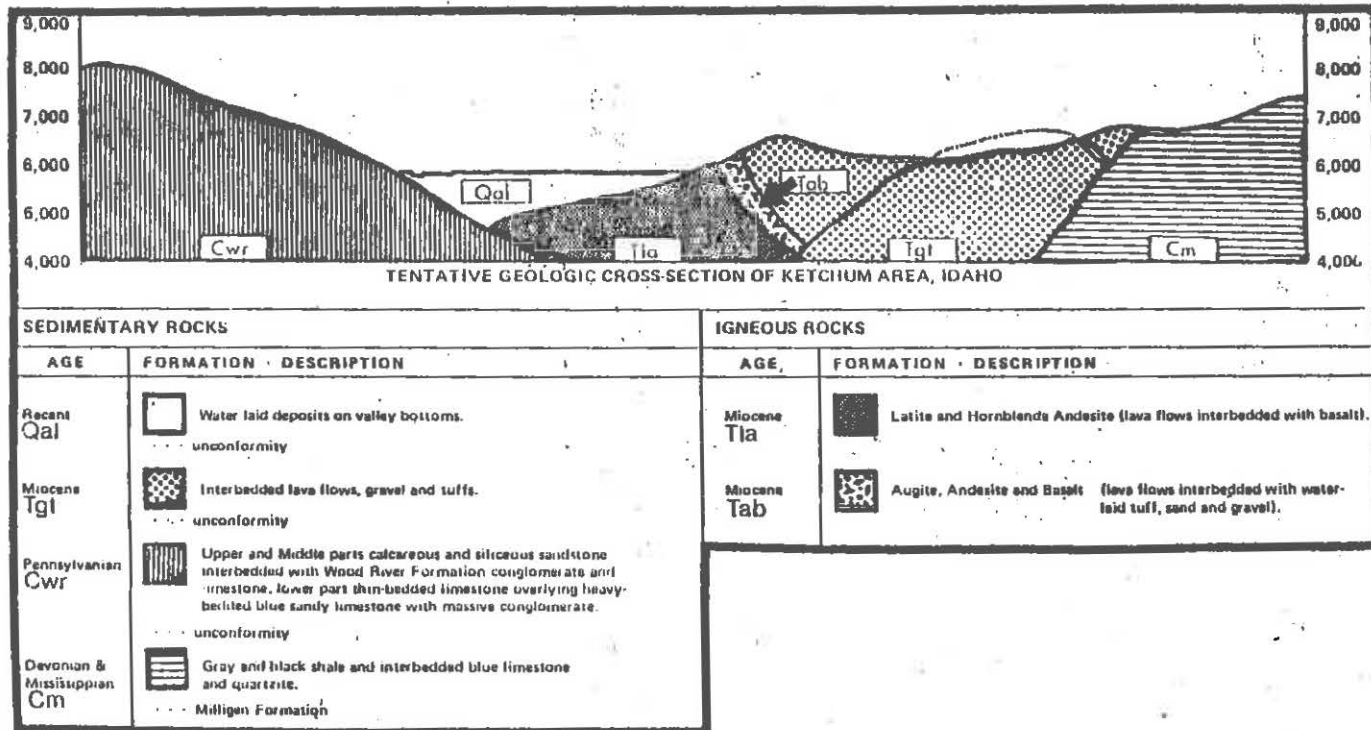 9,000
8,000
7,000
6,000
5,000
4,000
9,000
8,000
7,000
6,000
5,000
4,000
Qal
Tab
Cwr
Tla
Tgt
Cm
TENTATIVE GEOLOGIC CROSS-SECTION OF KETCHUM AREA, IDAHO
SEDIMENTARY ROCKS
AGE
FORMATION · DESCRIPTION
Recent
Qal
Water laid deposits on valley bottoms.
· · · unconformity
Miocene
Tgt
Interbedded lava flows, gravel and tuffs.
· · · unconformity
Pennsylvanian
Cwr
Upper and Middle parts calcareous and siliceous sandstone
interbedded with Wood River Formation conglomerate and
limestone, lower part thin-bedded limestone overlying heavy-
bedded blue sandy limestone with massive conglomerate.
· · · unconformity
Devonian &
Mississippian
Cm
Gray and black shale and interbedded blue limestone
and quartzite.
· · · Milligen Formation
IGNEOUS ROCKS
AGE,
FORMATION · DESCRIPTION
Miocene
Tla
Latite and Hornblende Andesite (lava flows interbedded with basalt).
Miocene
Tab
Augite, Andesite and Basalt (lava flows interbedded with water-
laid tuff, sand and gravel).